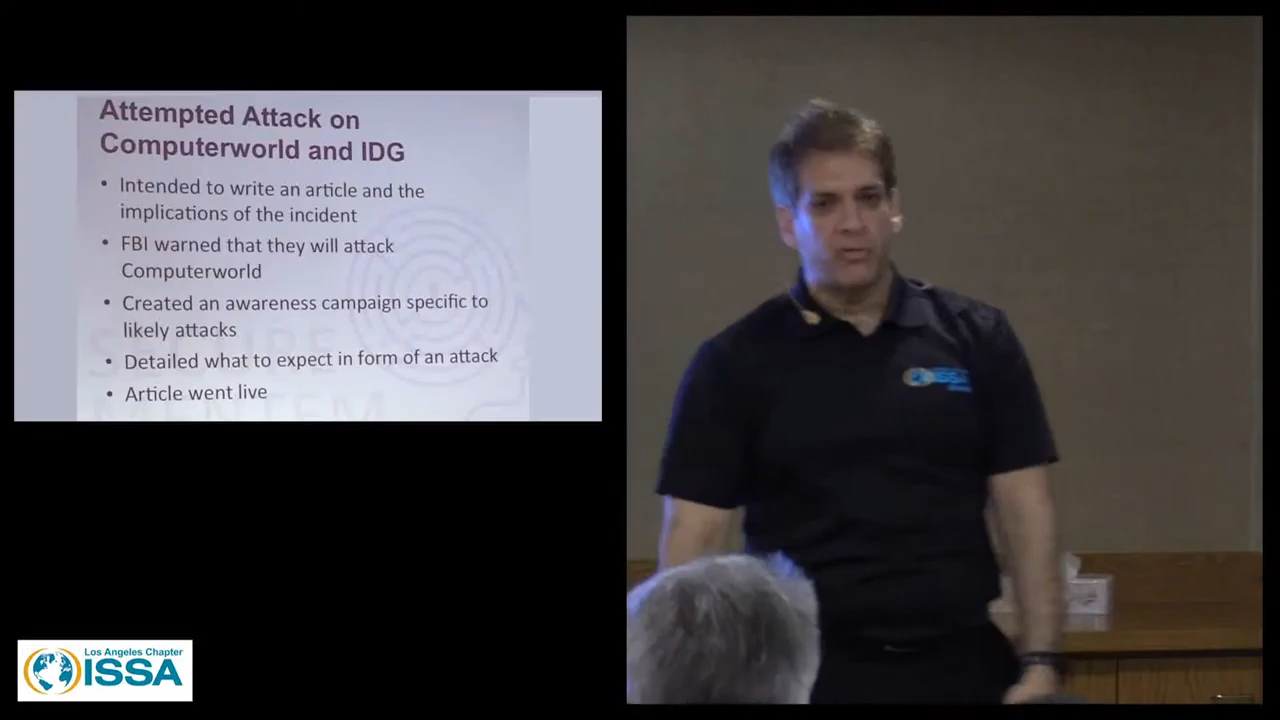 Attempted Attack on
Computerworld and IDG
• Intended to write an article and the
implications of the incident
• FBI warned that they will attack
Computerworld
• Created an awareness campaign specific to
likely attacks
• Detailed what to expect in form of an attack
• Article went live
ISSA
Los Angeles Chapter
ISSA